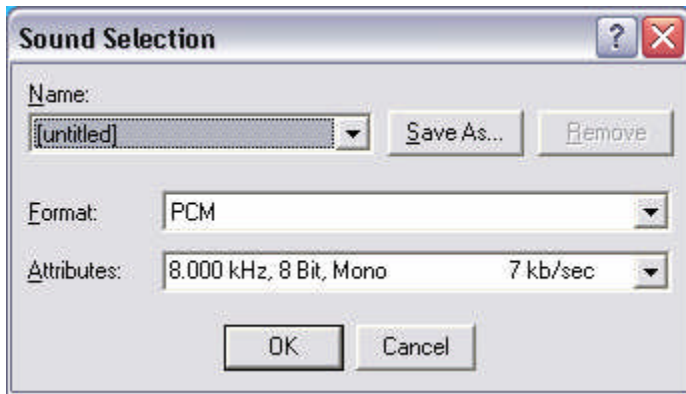 Sound Selection
Name:
[untitled] Save As... Remove
Format: PCM
Attributes: 8.000 kHz, 8 Bit, Mono 7 kb/sec
OK Cancel